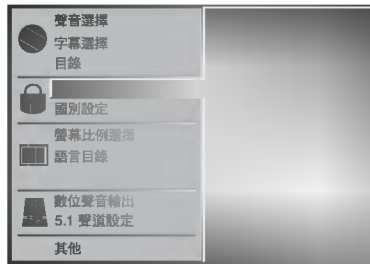 聲音選擇
字幕選擇
目錄
國別設定
螢幕比例選擇
語言目錄
數位聲音輸出
5.1 聲道設定
其他